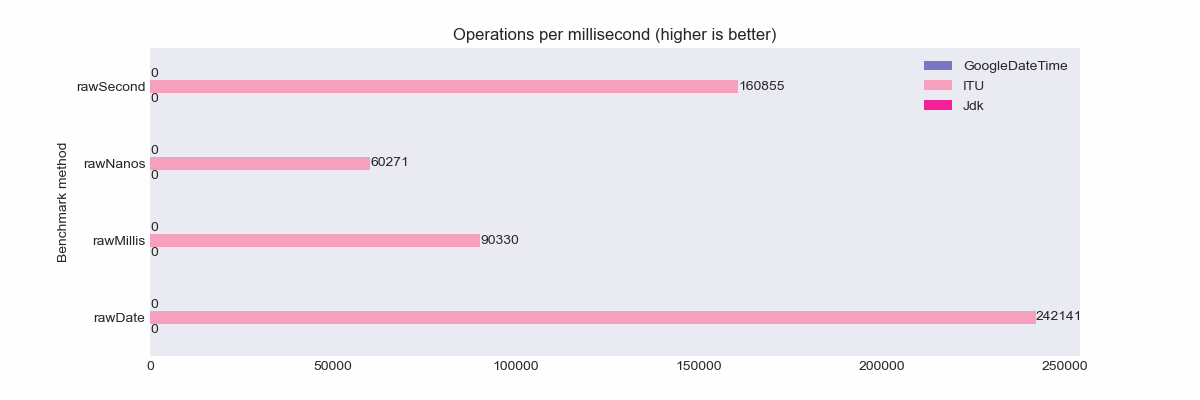 Operations per millisecond (higher is better)
GoogleDateTime
ITU
Jdk
Benchmark method
rawSecond
0
160855
0
rawNanos
0
60271
0
rawMillis
0
90330
0
rawDate
0
242141
0
0 50000 100000 150000 200000 250000